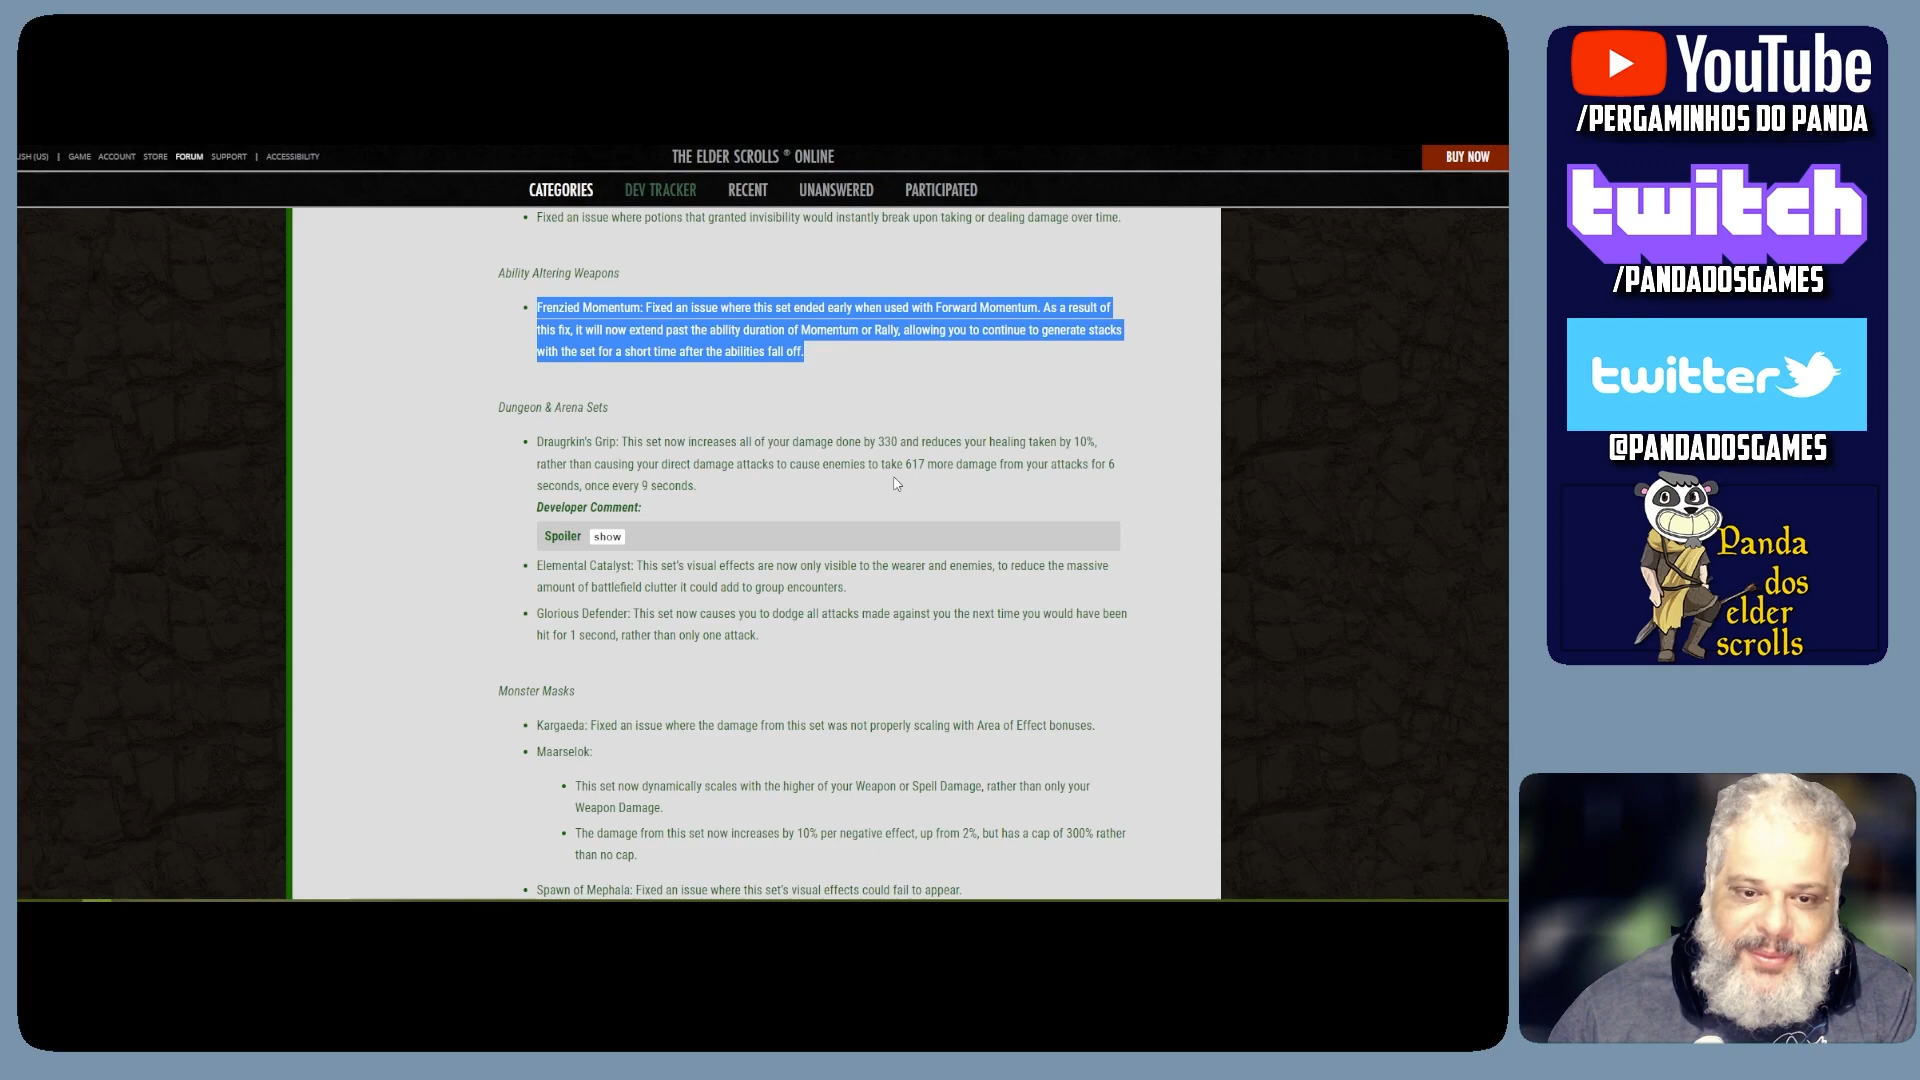 JSH (US) | GAME ACCOUNT STORE FORUM SUPPORT | ACCESSIBILITY
THE ELDER SCROLLS ® ONLINE
BUY NOW
CATEGORIES DEV TRACKER RECENT UNANSWERED PARTICIPATED
• Fixed an issue where potions that granted invisibility would instantly break upon taking or dealing damage over time.
Ability Altering Weapons
• Frenzied Momentum: Fixed an issue where this set ended early when used with Forward Momentum. As a result of
this fix, it will now extend past the ability duration of Momentum or Rally, allowing you to continue to generate stacks
with the set for a short time after the abilities fall off.
Dungeon & Arena Sets
• Draugrkin's Grip: This set now increases all of your damage done by 330 and reduces your healing taken by 10%,
rather than causing your direct damage attacks to cause enemies to take 617 more damage from your attacks for 6
seconds, once every 9 seconds.
Developer Comment:
Spoiler show
• Elemental Catalyst: This set's visual effects are now only visible to the wearer and enemies, to reduce the massive
amount of battlefield clutter it could add to group encounters.
• Glorious Defender: This set now causes you to dodge all attacks made against you the next time you would have been
hit for 1 second, rather than only one attack.
Monster Masks
• Kargaeda: Fixed an issue where the damage from this set was not properly scaling with Area of Effect bonuses.
• Maarselok:
• This set now dynamically scales with the higher of your Weapon or Spell Damage, rather than only your
Weapon Damage.
• The damage from this set now increases by 10% per negative effect, up from 2%, but has a cap of 300% rather
than no cap.
• Spawn of Mephala: Fixed an issue where this set's visual effects could fail to appear.
YouTube
/PERGAMINHOS DO PANDA
twitch
/PANDADOSGAMES
twitter
@PANDADOSGAMES
Panda
dos
elder
scrolls